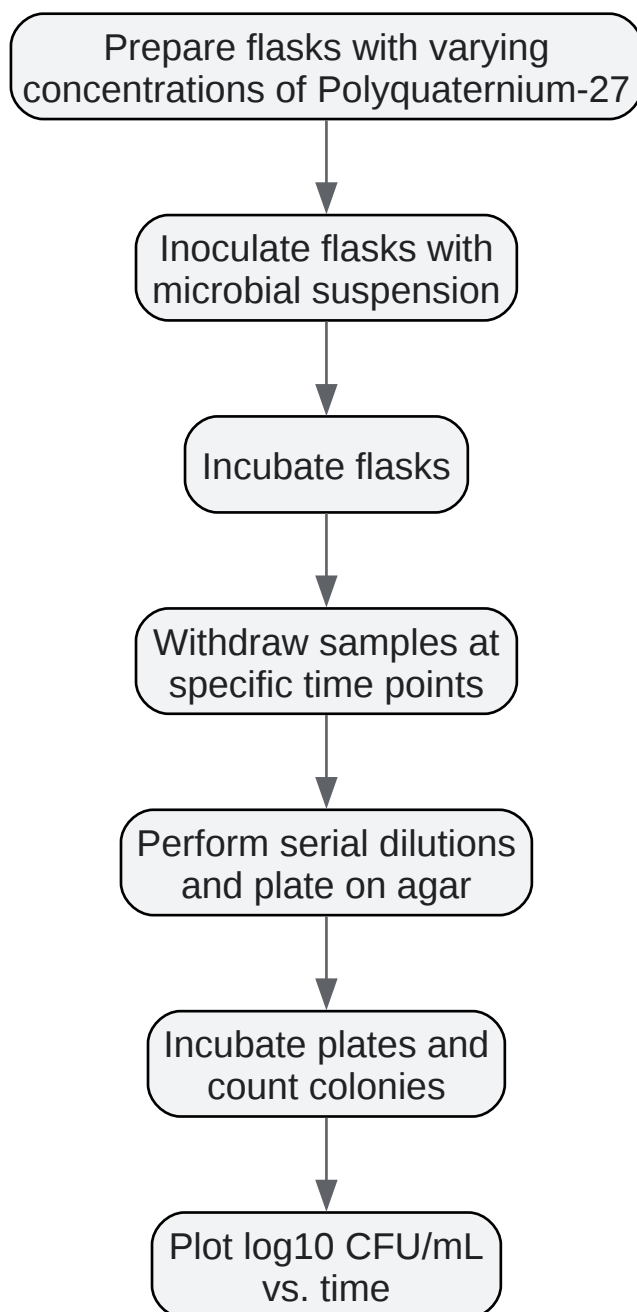 Prepare flasks with varying
concentrations of Polyquaternium-27
Inoculate flasks with
microbial suspension
Incubate flasks
Withdraw samples at
specific time points
Perform serial dilutions
and plate on agar
Incubate plates and
count colonies
Plot log10 CFU/mL
vs. time